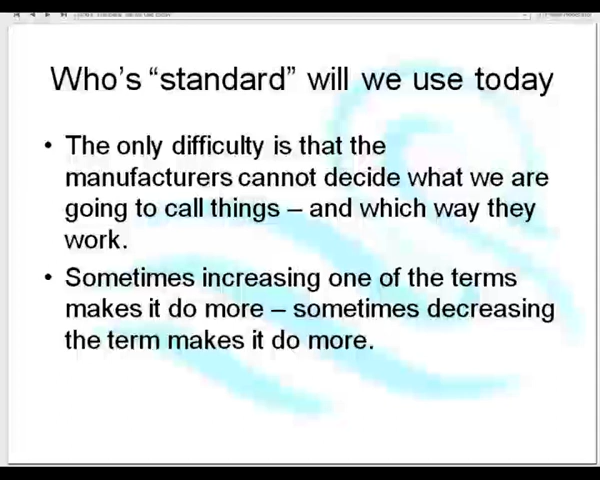 Who's “standard” will we use today
• The only difficulty is that the
manufacturers cannot decide what we are
going to call things – and which way they
work.
• Sometimes increasing one of the terms
makes it do more – sometimes decreasing
the term makes it do more.